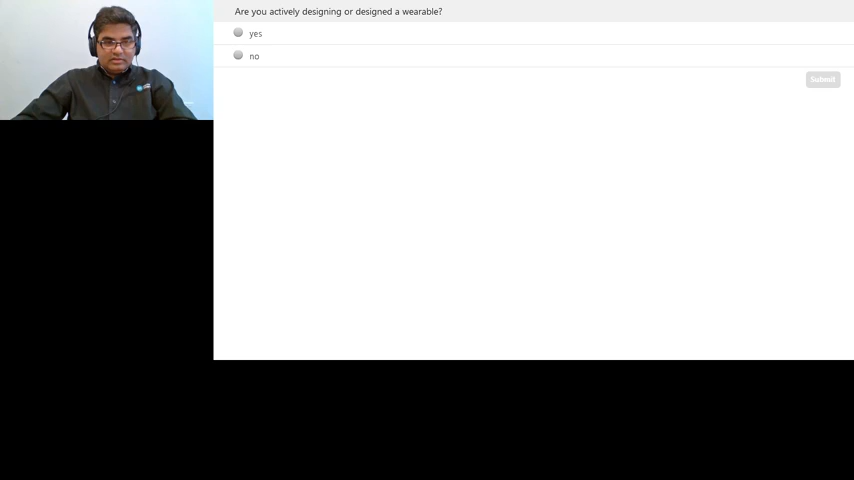 Are you actively designing or designed a wearable?
yes
no
Submit